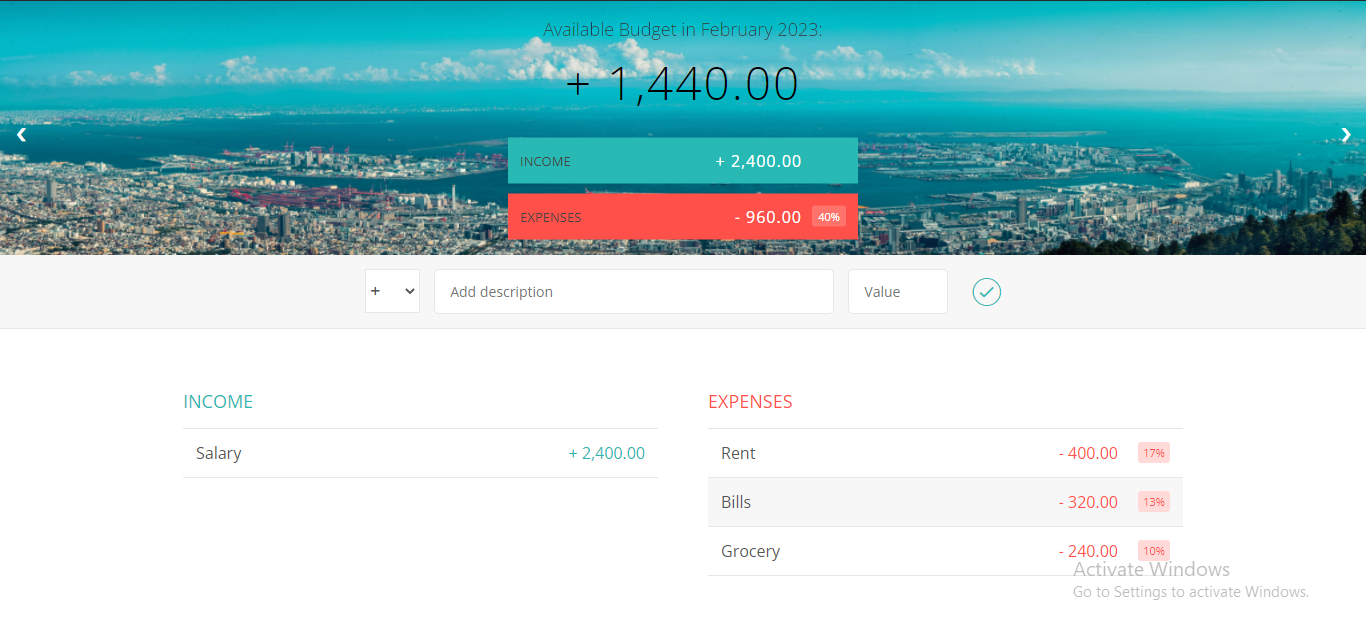 Available Budget in February 2023:
+ 1,440.00
‹
›
INCOME + 2,400.00
EXPENSES - 960.00 40%
+ Add description Value
INCOME
Salary + 2,400.00
EXPENSES
Rent - 400.00 17%
Bills - 320.00 13%
Grocery - 240.00 10%
Activate Windows
Go to Settings to activate Windows.